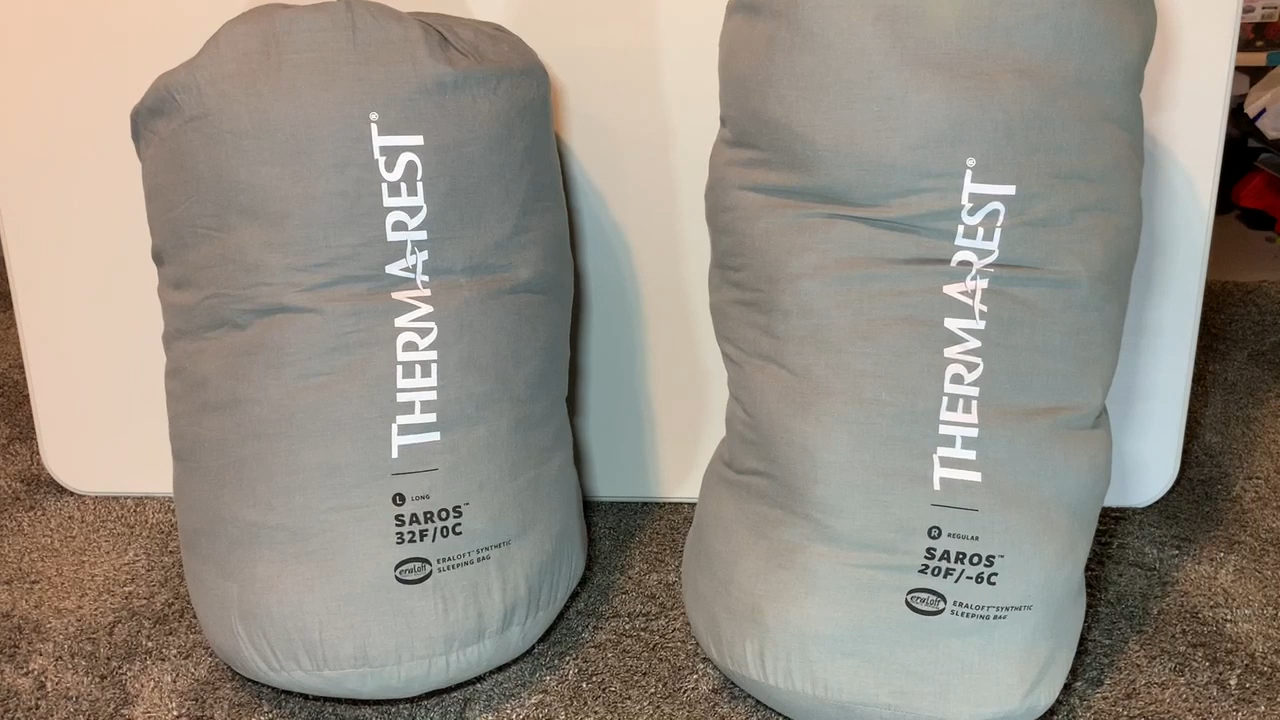 THERMAREST®
L LONG
SAROS™
32F/0C
eraLoft ERALOFT™ SYNTHETIC
SLEEPING BAG
THERMAREST®
R REGULAR
SAROS™
20F/-6C
eraLoft ERALOFT™ SYNTHETIC
SLEEPING BAG